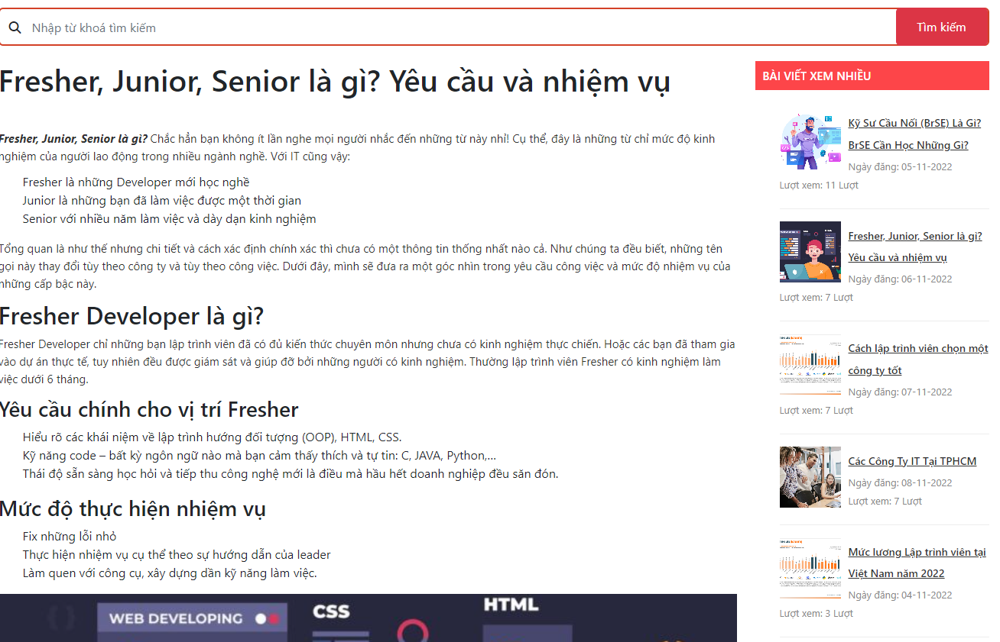 Nhập từ khoá tìm kiếm
Tìm kiếm
Fresher, Junior, Senior là gì? Yêu cầu và nhiệm vụ
Fresher, Junior, Senior là gì? Chắc hẳn bạn không ít lần nghe mọi người nhắc đến những từ này nhỉ! Cụ thể, đây là những từ chỉ mức độ kinh
nghiệm của người lao động trong nhiều ngành nghề. Với IT cũng vậy:
Fresher là những Developer mới học nghề
Junior là những bạn đã làm việc được một thời gian
Senior với nhiều năm làm việc và dày dạn kinh nghiệm
Tổng quan là như thế nhưng chi tiết và cách xác định chính xác thì chưa có một thông tin thống nhất nào cả. Như chúng ta đều biết, những tên
gọi này thay đổi tùy theo công ty và tùy theo công việc. Dưới đây, mình sẽ đưa ra một góc nhìn trong yêu cầu công việc và mức độ nhiệm vụ của
những cấp bậc này.
Fresher Developer là gì?
Fresher Developer chỉ những bạn lập trình viên đã có đủ kiến thức chuyên môn nhưng chưa có kinh nghiệm thực chiến. Hoặc các bạn đã tham gia
vào dự án thực tế, tuy nhiên đều được giám sát và giúp đỡ bởi những người có kinh nghiệm. Thường lập trình viên Fresher có kinh nghiệm làm
việc dưới 6 tháng.
Yêu cầu chính cho vị trí Fresher
Hiểu rõ các khái niệm về lập trình hướng đối tượng (OOP), HTML, CSS.
Kỹ năng code – bất kỳ ngôn ngữ nào mà bạn cảm thấy thích và tự tin: C, JAVA, Python,...
Thái độ sẵn sàng học hỏi và tiếp thu công nghệ mới là điều mà hầu hết doanh nghiệp đều săn đón.
Mức độ thực hiện nhiệm vụ
Fix những lỗi nhỏ
Thực hiện nhiệm vụ cụ thể theo sự hướng dẫn của leader
Làm quen với công cụ, xây dựng dần kỹ năng làm việc.
WEB DEVELOPING
CSS
HTML
BÀI VIẾT XEM NHIỀU
Kỹ Sư Cầu Nối (BrSE) Là Gì?
BrSE Cần Học Những Gì?
Ngày đăng: 05-11-2022
Lượt xem: 11 Lượt
Fresher, Junior, Senior là gì?
Yêu cầu và nhiệm vụ
Ngày đăng: 06-11-2022
Lượt xem: 7 Lượt
Cách lập trình viên chọn một
công ty tốt
Ngày đăng: 07-11-2022
Lượt xem: 7 Lượt
Các Công Ty IT Tại TPHCM
Ngày đăng: 08-11-2022
Lượt xem: 7 Lượt
Mức lương Lập trình viên tại
Việt Nam năm 2022
Ngày đăng: 04-11-2022
Lượt xem: 3 Lượt